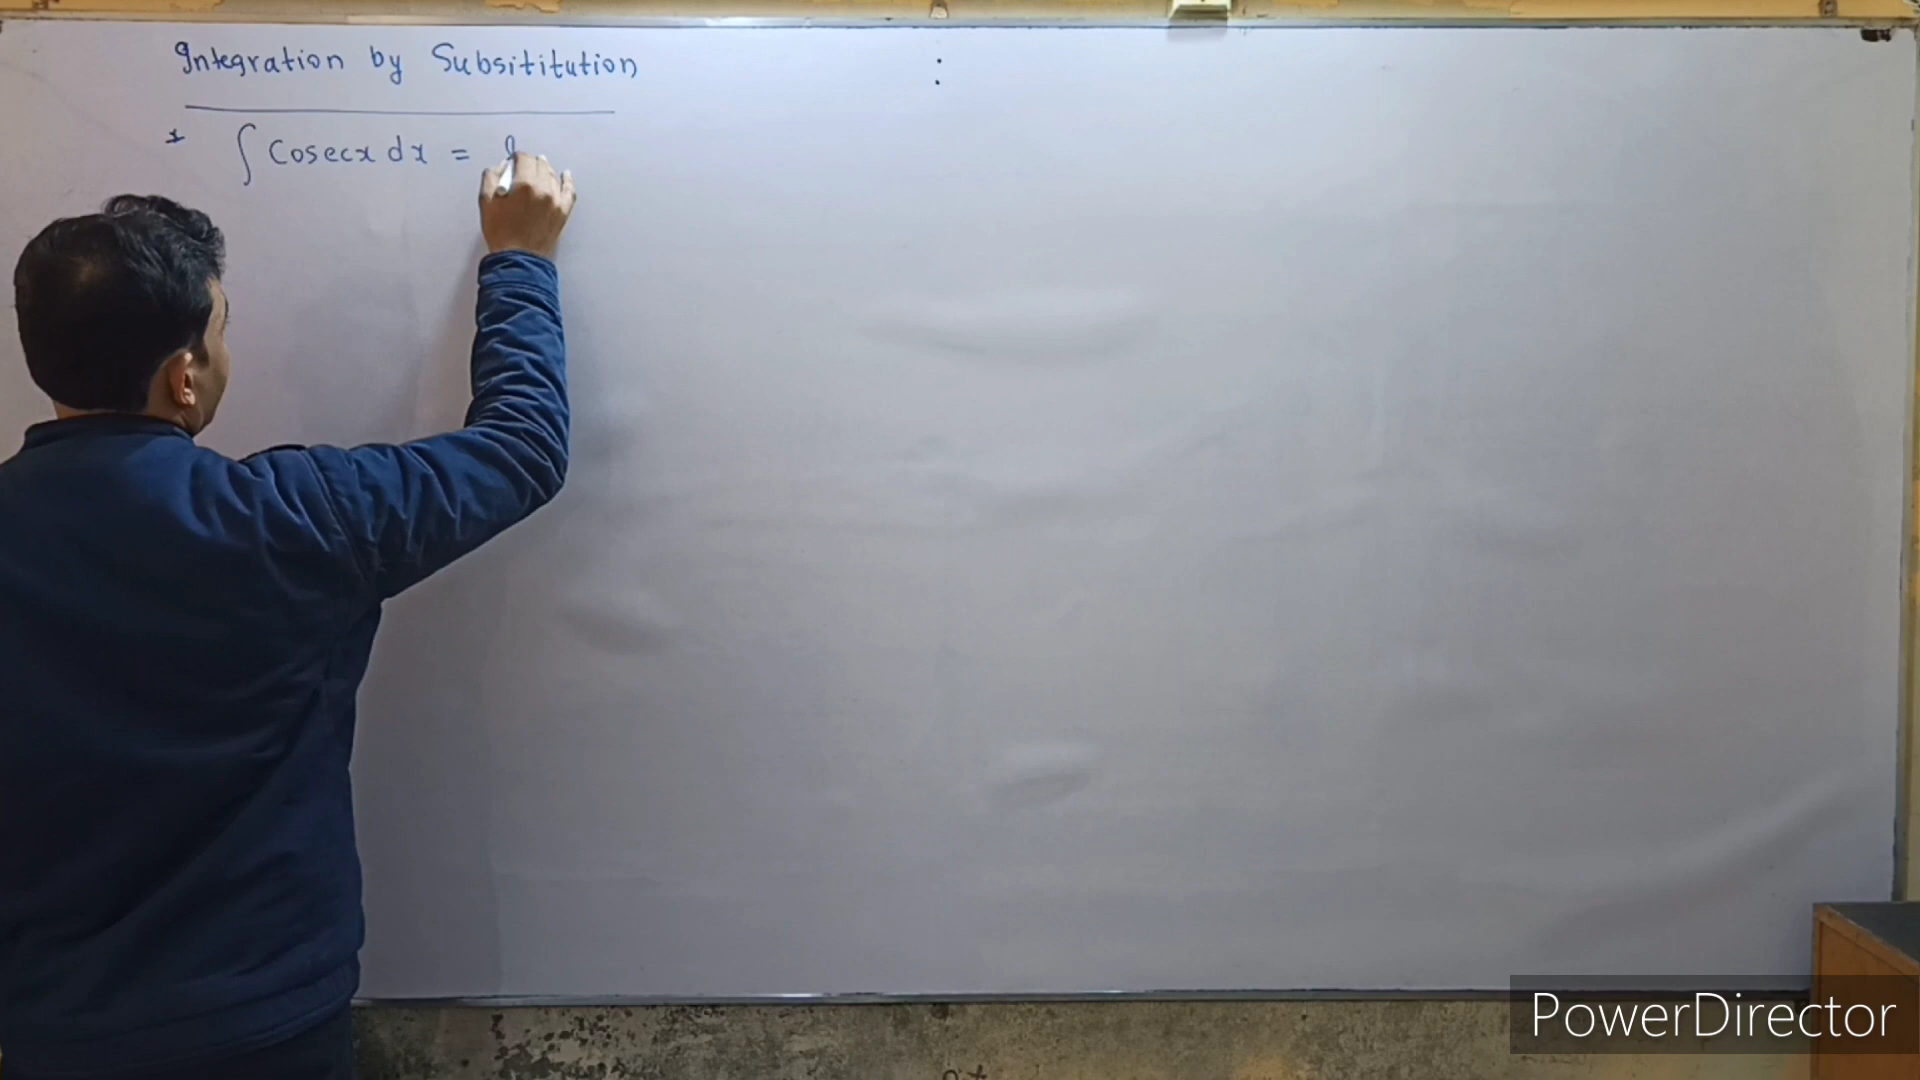 Integration by Subsititution
* ∫ Cosecx dx =
PowerDirector